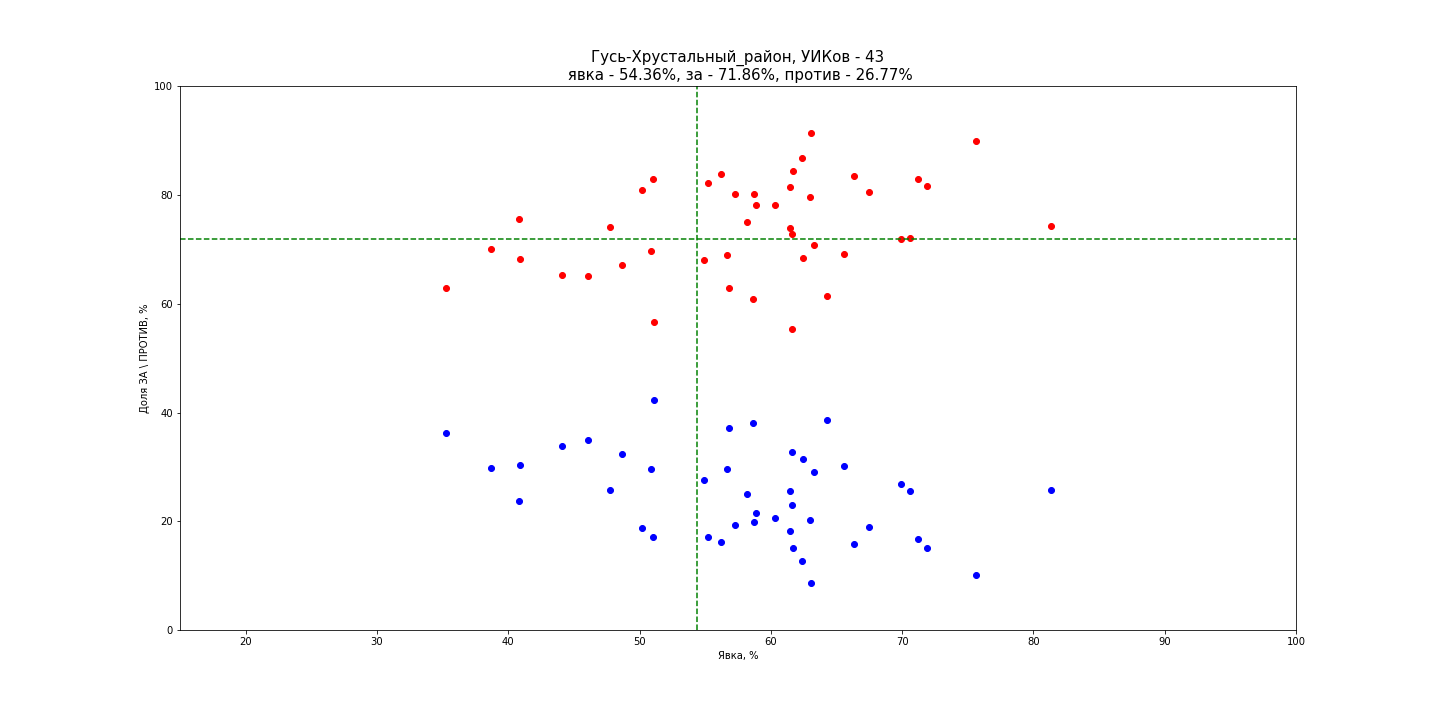 Гусь-Хрустальный_район, УИКов - 43
явка - 54.36%, за - 71.86%, против - 26.77%
100
80
60
40
20
0
Доля ЗА \ ПРОТИВ, %
20 30 40 50 60 70 80 90 100
Явка, %